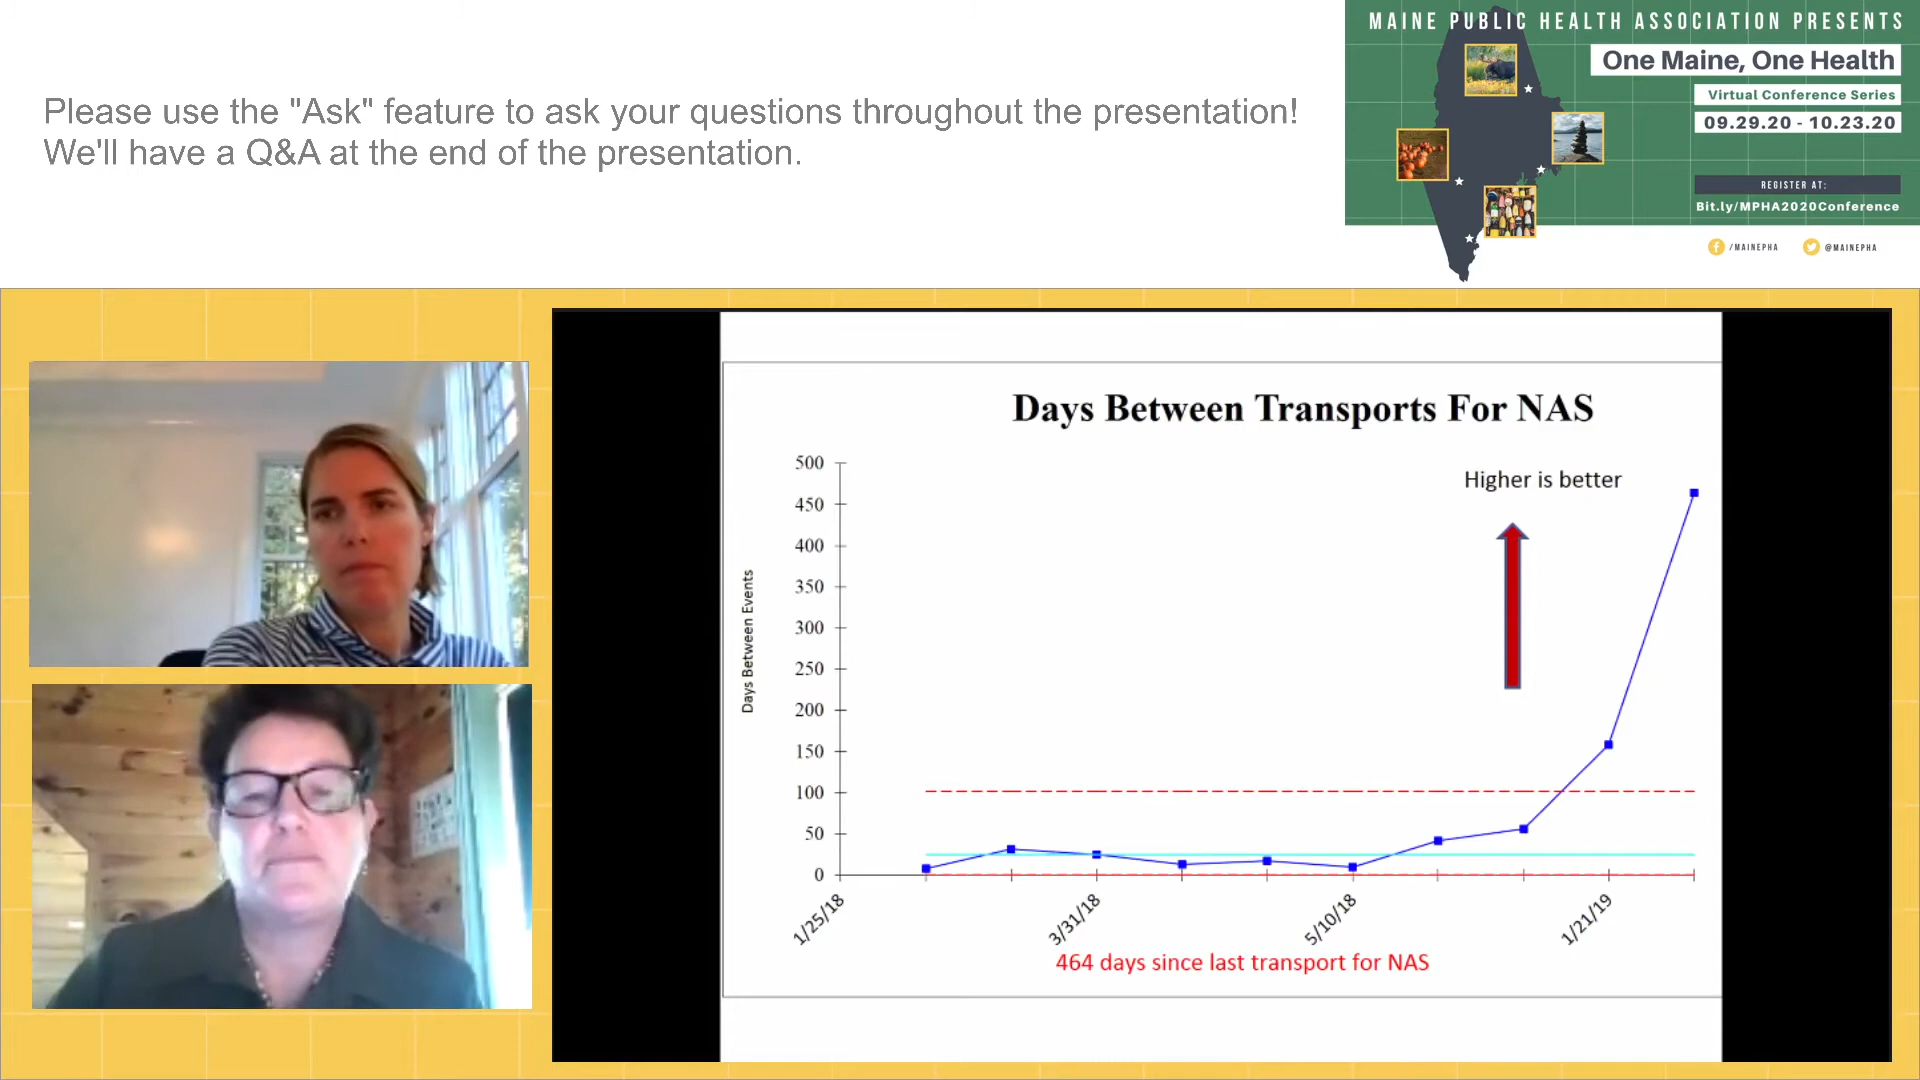 Please use the "Ask" feature to ask your questions throughout the presentation!
We'll have a Q&A at the end of the presentation.
MAINE PUBLIC HEALTH ASSOCIATION PRESENTS
One Maine, One Health
Virtual Conference Series
09.29.20 - 10.23.20
REGISTER AT:
Bit.ly/MPHA2020Conference
/MAINEPHA
@MAINEPHA
Days Between Transports For NAS
Higher is better
Days Between Events
500
450
400
350
300
250
200
150
100
50
0
1/25/18
3/31/18
5/10/18
1/21/19
464 days since last transport for NAS